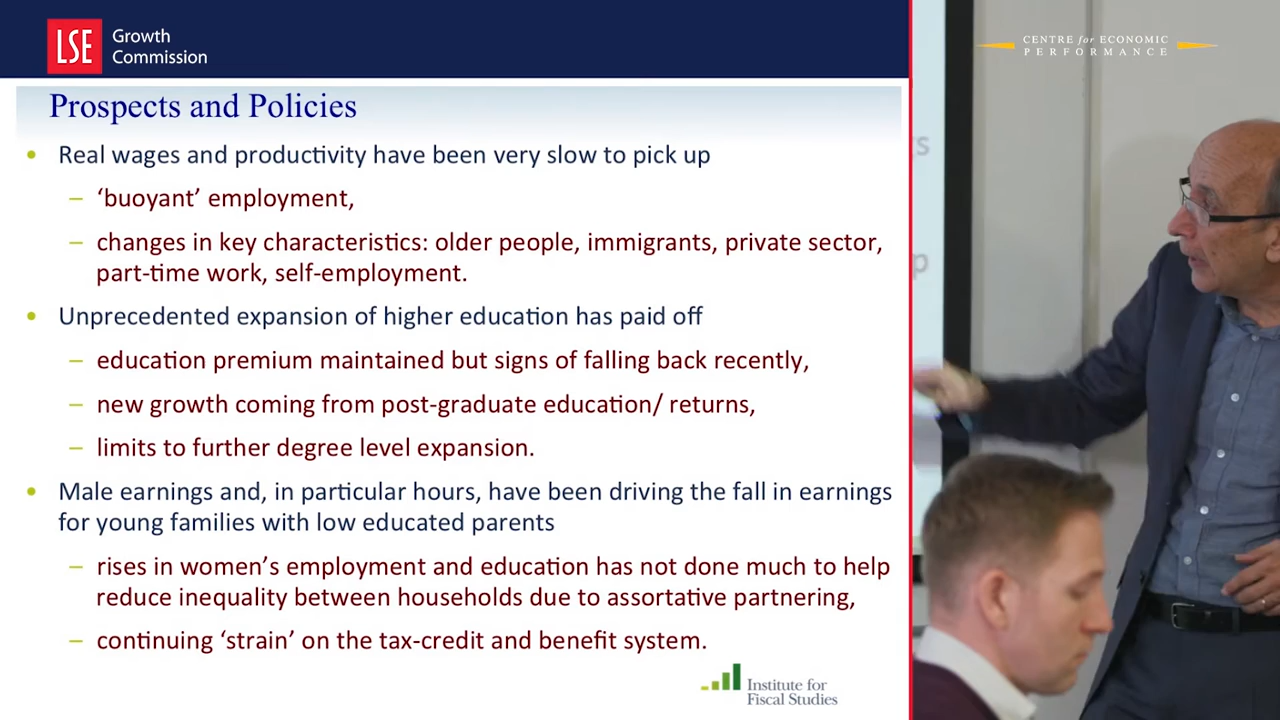 LSE
Growth
Commission
CENTRE for ECONOMIC
PERFORMANCE
Prospects and Policies
• Real wages and productivity have been very slow to pick up
– ‘buoyant’ employment,
– changes in key characteristics: older people, immigrants, private sector,
part-time work, self-employment.
• Unprecedented expansion of higher education has paid off
– education premium maintained but signs of falling back recently,
– new growth coming from post-graduate education/ returns,
– limits to further degree level expansion.
• Male earnings and, in particular hours, have been driving the fall in earnings
for young families with low educated parents
– rises in women’s employment and education has not done much to help
reduce inequality between households due to assortative partnering,
– continuing ‘strain’ on the tax-credit and benefit system.
Institute for
Fiscal Studies